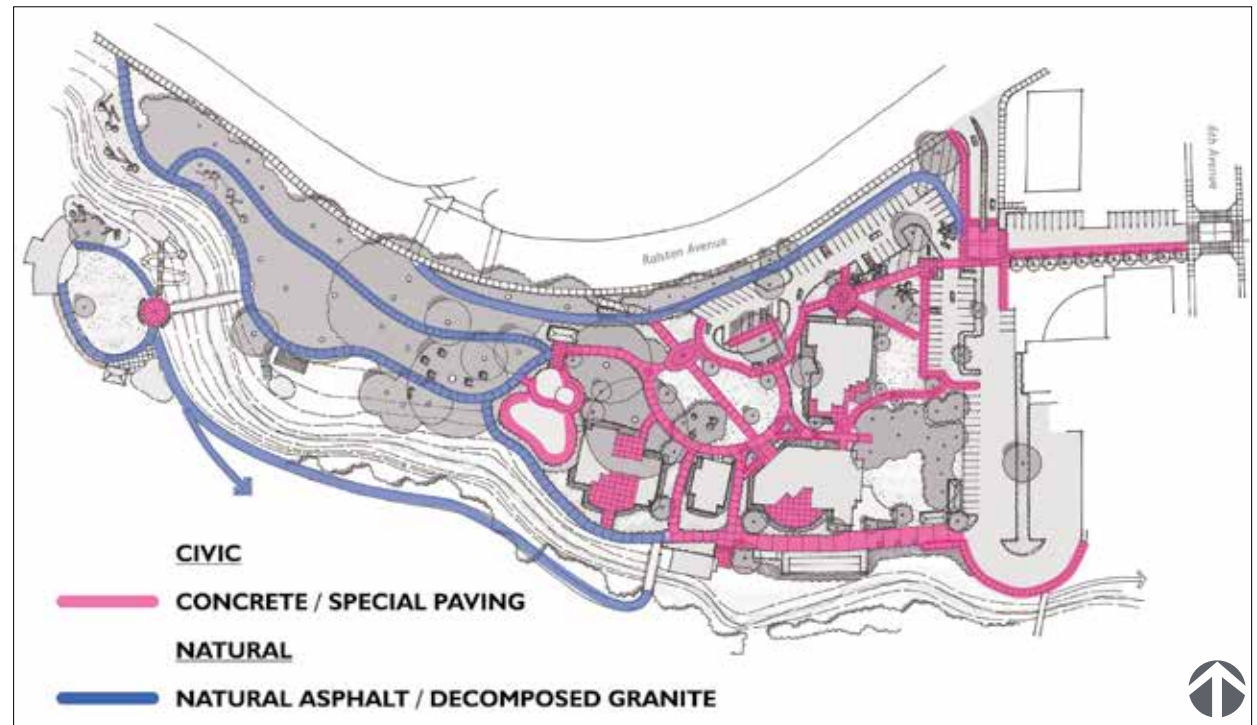 Ralston Avenue
6th Avenue
CIVIC
CONCRETE / SPECIAL PAVING
NATURAL
NATURAL ASPHALT / DECOMPOSED GRANITE